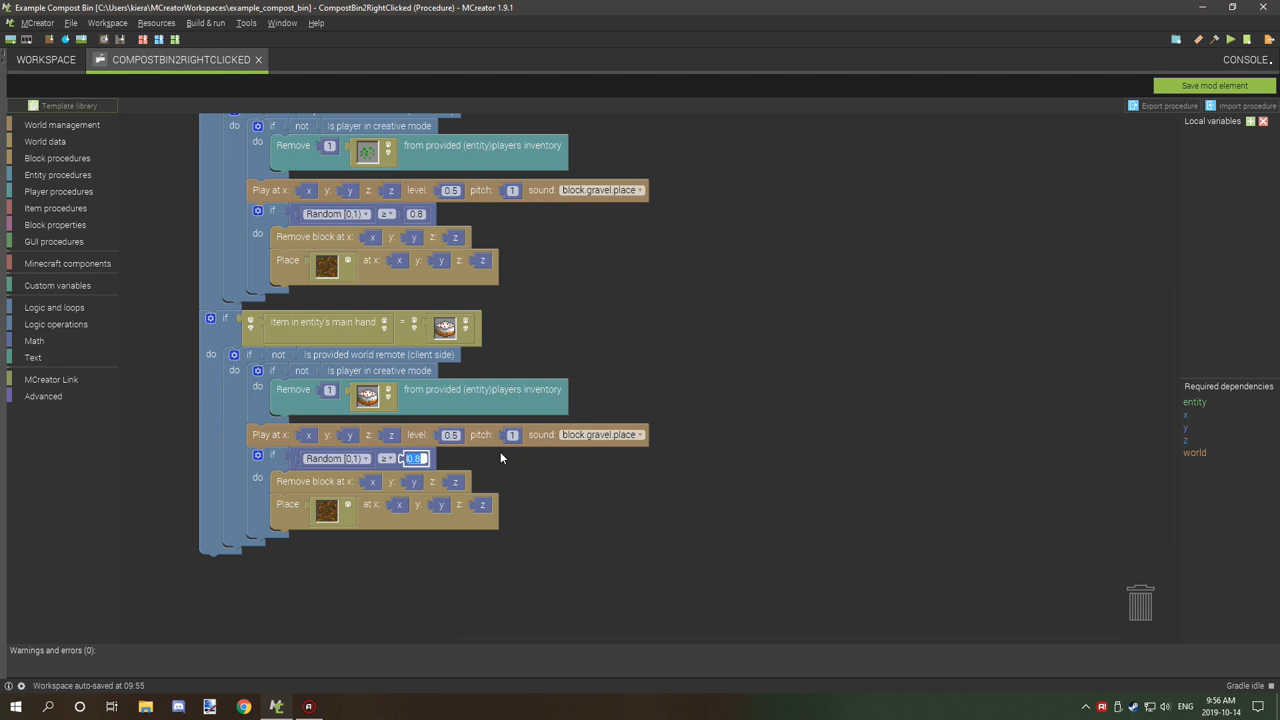 Example Compost Bin [C:\Users\kiera\MCreatorWorkspaces\example_compost_bin] - CompostBin2RightClicked (Procedure) - MCreator 1.9.1
MCreator File Workspace Resources Build & run Tools Window Help
WORKSPACE COMPOSTBIN2RIGHTCLICKED CONSOLE
Save mod element
Template library Export procedure Import procedure
World management
World data
Block procedures
Entity procedures
Player procedures
Item procedures
Block properties
GUI procedures
Minecraft components
Custom variables
Logic and loops
Logic operations
Math
Text
MCreator Link
Advanced
do if not Is player in creative mode
do Remove 1 from provided (entity)players inventory
Play at x: x y: y z: z level: 0.5 pitch: 1 sound: block.gravel.place
if Random [0,1) ≥ 0.8
do Remove block at x: x y: y z: z
Place at x: x y: y z: z
if Item in entity's main hand =
do if not Is provided world remote (client side)
do if not Is player in creative mode
do Remove 1 from provided (entity)players inventory
Play at x: x y: y z: z level: 0.5 pitch: 1 sound: block.gravel.place
if Random [0,1) ≥ 0.8
do Remove block at x: x y: y z: z
Place at x: x y: y z: z
Local variables
Required dependencies
entity
x
y
z
world
Warnings and errors (0):
Workspace auto-saved at 09:55 Gradle idle
ENG 9:56 AM
2019-10-14